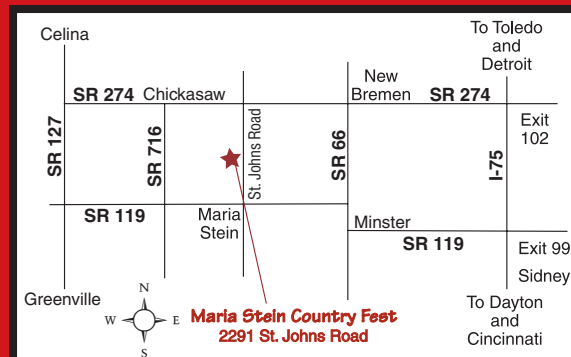 Celina
To Toledo
and
Detroit
New
Bremen
SR 274
Chickasaw
SR 274
Exit
102
SR 127
SR 716
St. Johns Road
SR 66
I-75
SR 119
Maria
Stein
Minster
SR 119
Exit 99
Sidney
Greenville
N
W
E
S
Maria Stein Country Fest
2291 St. Johns Road
To Dayton
and
Cincinnati